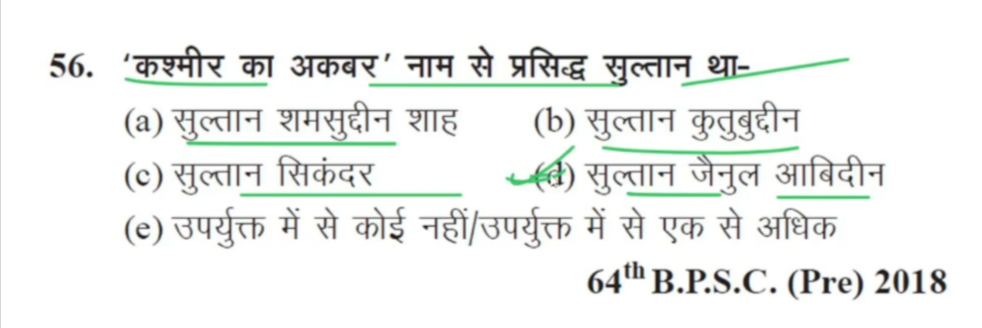 56. ‘कश्मीर का अकबर’ नाम से प्रसिद्ध सुल्तान था-
(a) सुल्तान शमसुद्दीन शाह (b) सुल्तान कुतुबुद्दीन
(c) सुल्तान सिकंदर (d) सुल्तान जैनुल आबिदीन
(e) उपर्युक्त में से कोई नहीं/उपर्युक्त में से एक से अधिक
64th B.P.S.C. (Pre) 2018